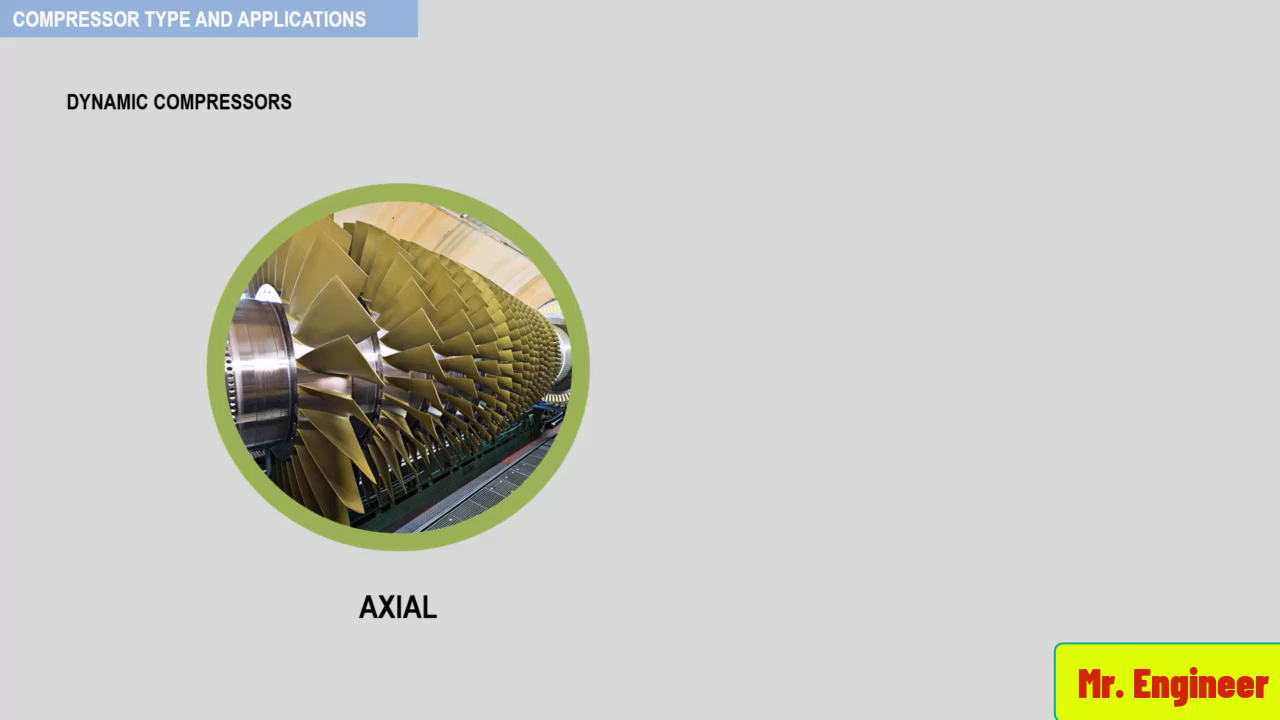 COMPRESSOR TYPE AND APPLICATIONS
DYNAMIC COMPRESSORS
AXIAL
Mr. Engineer